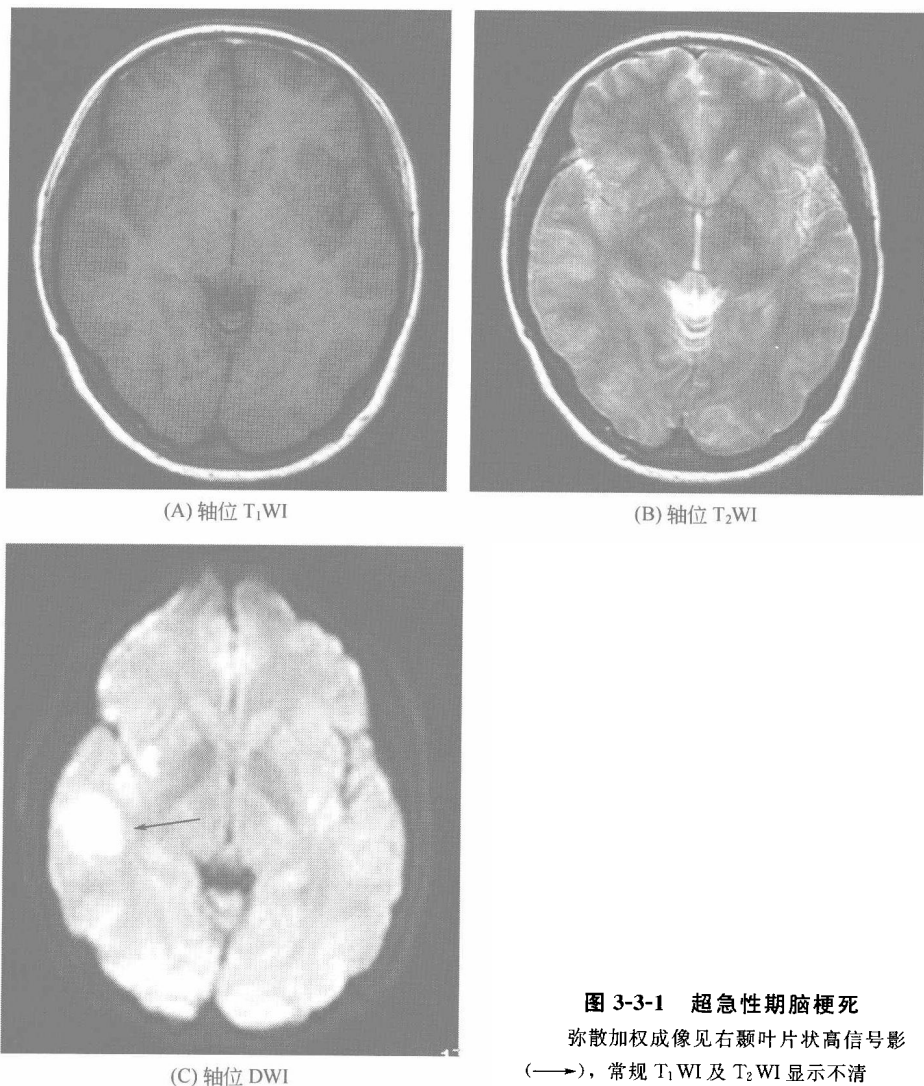 (A) 轴位 T₁WI
(B) 轴位 T₂WI
(C) 轴位 DWI
图 3-3-1 超急性期脑梗死
弥散加权成像见右颞叶片状高信号影
(⟶)，常规 T₁WI 及 T₂WI 显示不清